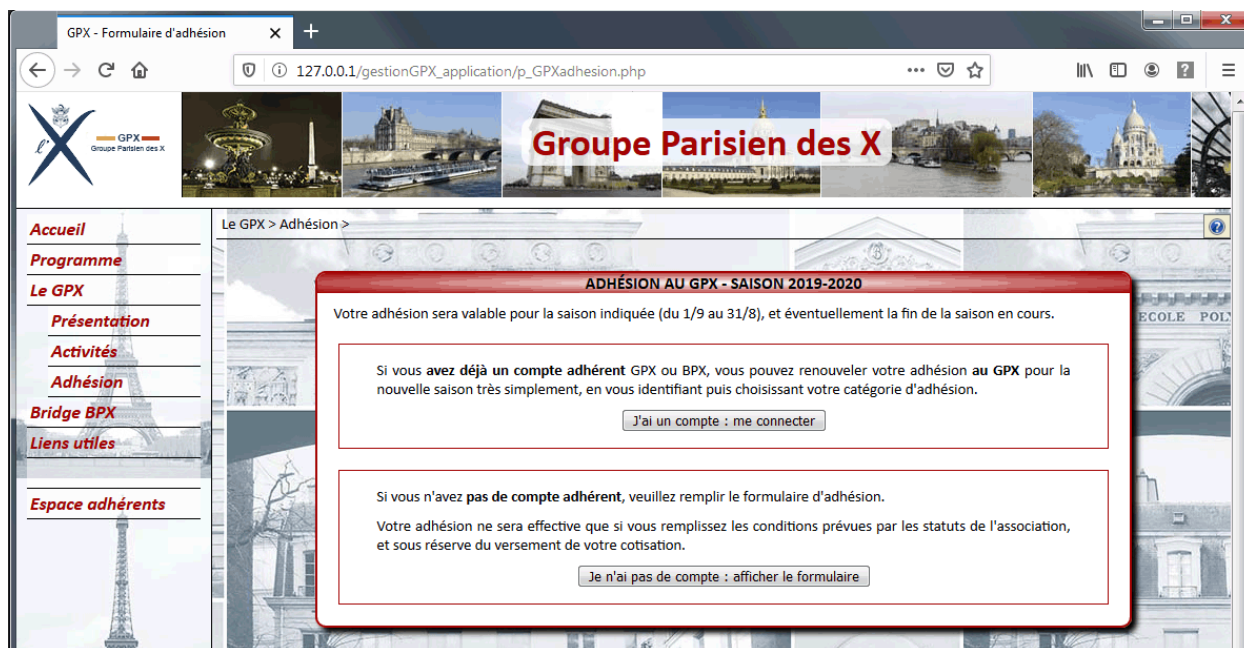 GPX - Formulaire d'adhésion
127.0.0.1/gestionGPX_application/p_GPXadhesion.php
l'X
GPX
Groupe Parisien des X
Groupe Parisien des X
Accueil
Programme
Le GPX
Présentation
Activités
Adhésion
Bridge BPX
Liens utiles
Espace adhérents
Le GPX > Adhésion >
ADHÉSION AU GPX - SAISON 2019-2020
Votre adhésion sera valable pour la saison indiquée (du 1/9 au 31/8), et éventuellement la fin de la saison en cours.
Si vous avez déjà un compte adhérent GPX ou BPX, vous pouvez renouveler votre adhésion au GPX pour la
nouvelle saison très simplement, en vous identifiant puis choisissant votre catégorie d'adhésion.
J'ai un compte : me connecter
Si vous n'avez pas de compte adhérent, veuillez remplir le formulaire d'adhésion.
Votre adhésion ne sera effective que si vous remplissez les conditions prévues par les statuts de l'association,
et sous réserve du versement de votre cotisation.
Je n'ai pas de compte : afficher le formulaire
ECOLE POL